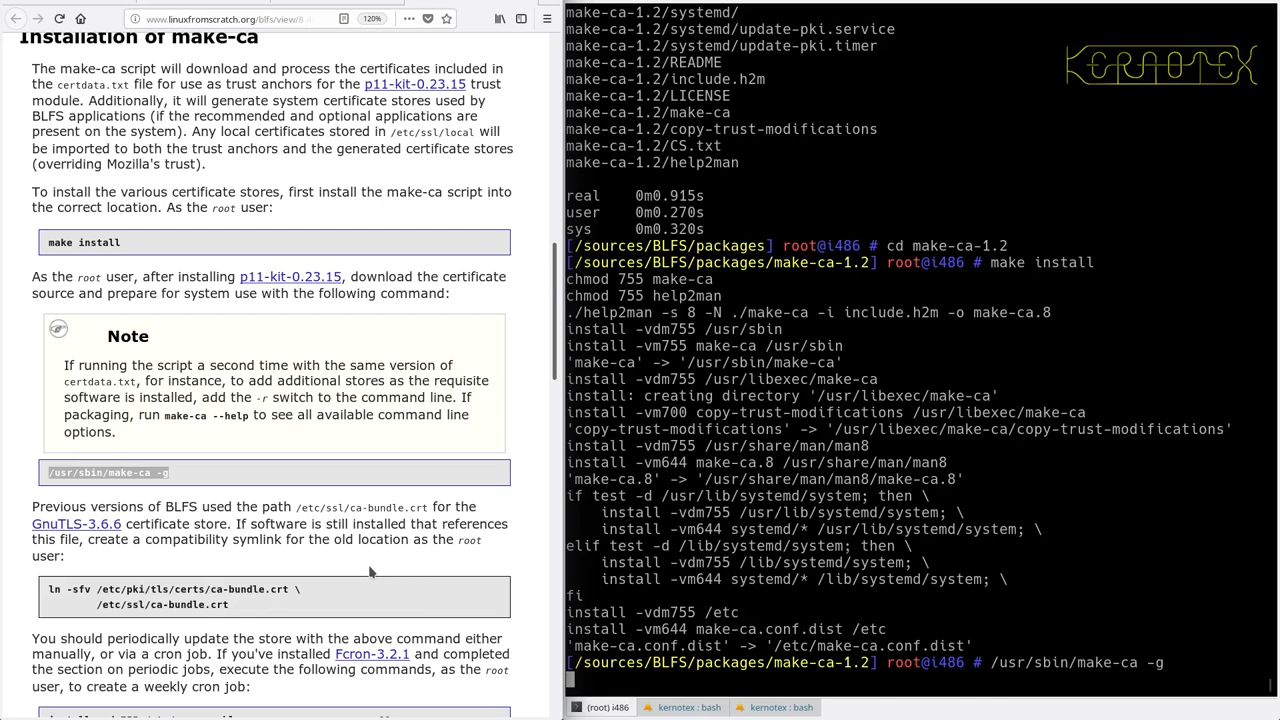 www.linuxfromscratch.org/blfs/view/8.4
120%
Installation of make-ca
The make-ca script will download and process the certificates included in
the certdata.txt file for use as trust anchors for the p11-kit-0.23.15 trust
module. Additionally, it will generate system certificate stores used by
BLFS applications (if the recommended and optional applications are
present on the system). Any local certificates stored in /etc/ssl/local will
be imported to both the trust anchors and the generated certificate stores
(overriding Mozilla's trust).
To install the various certificate stores, first install the make-ca script into
the correct location. As the root user:
make install
As the root user, after installing p11-kit-0.23.15, download the certificate
source and prepare for system use with the following command:
Note
If running the script a second time with the same version of
certdata.txt, for instance, to add additional stores as the requisite
software is installed, add the -r switch to the command line. If
packaging, run make-ca --help to see all available command line
options.
/usr/sbin/make-ca -g
Previous versions of BLFS used the path /etc/ssl/ca-bundle.crt for the
GnuTLS-3.6.6 certificate store. If software is still installed that references
this file, create a compatibility symlink for the old location as the root
user:
ln -sfv /etc/pki/tls/certs/ca-bundle.crt \
/etc/ssl/ca-bundle.crt
You should periodically update the store with the above command either
manually, or via a cron job. If you've installed Fcron-3.2.1 and completed
the section on periodic jobs, execute the following commands, as the root
user, to create a weekly cron job:
make-ca-1.2/systemd/
make-ca-1.2/systemd/update-pki.service
make-ca-1.2/systemd/update-pki.timer
make-ca-1.2/README
make-ca-1.2/include.h2m
make-ca-1.2/LICENSE
make-ca-1.2/make-ca
make-ca-1.2/copy-trust-modifications
make-ca-1.2/CS.txt
make-ca-1.2/help2man
real 0m0.915s
user 0m0.270s
sys 0m0.320s
[/sources/BLFS/packages] root@i486 # cd make-ca-1.2
[/sources/BLFS/packages/make-ca-1.2] root@i486 # make install
chmod 755 make-ca
chmod 755 help2man
./help2man -s 8 -N ./make-ca -i include.h2m -o make-ca.8
install -vdm755 /usr/sbin
install -vm755 make-ca /usr/sbin
'make-ca' -> '/usr/sbin/make-ca'
install -vdm755 /usr/libexec/make-ca
install: creating directory '/usr/libexec/make-ca'
install -vm700 copy-trust-modifications /usr/libexec/make-ca
'copy-trust-modifications' -> '/usr/libexec/make-ca/copy-trust-modifications'
install -vdm755 /usr/share/man/man8
install -vm644 make-ca.8 /usr/share/man/man8
'make-ca.8' -> '/usr/share/man/man8/make-ca.8'
if test -d /usr/lib/systemd/system; then \
install -vdm755 /usr/lib/systemd/system; \
install -vm644 systemd/* /usr/lib/systemd/system; \
elif test -d /lib/systemd/system; then \
install -vdm755 /lib/systemd/system; \
install -vm644 systemd/* /lib/systemd/system; \
fi
install -vdm755 /etc
install -vm644 make-ca.conf.dist /etc
'make-ca.conf.dist' -> '/etc/make-ca.conf.dist'
[/sources/BLFS/packages/make-ca-1.2] root@i486 # /usr/sbin/make-ca -g
KERNOTEX
(root) i486
kernotex : bash
kernotex : bash